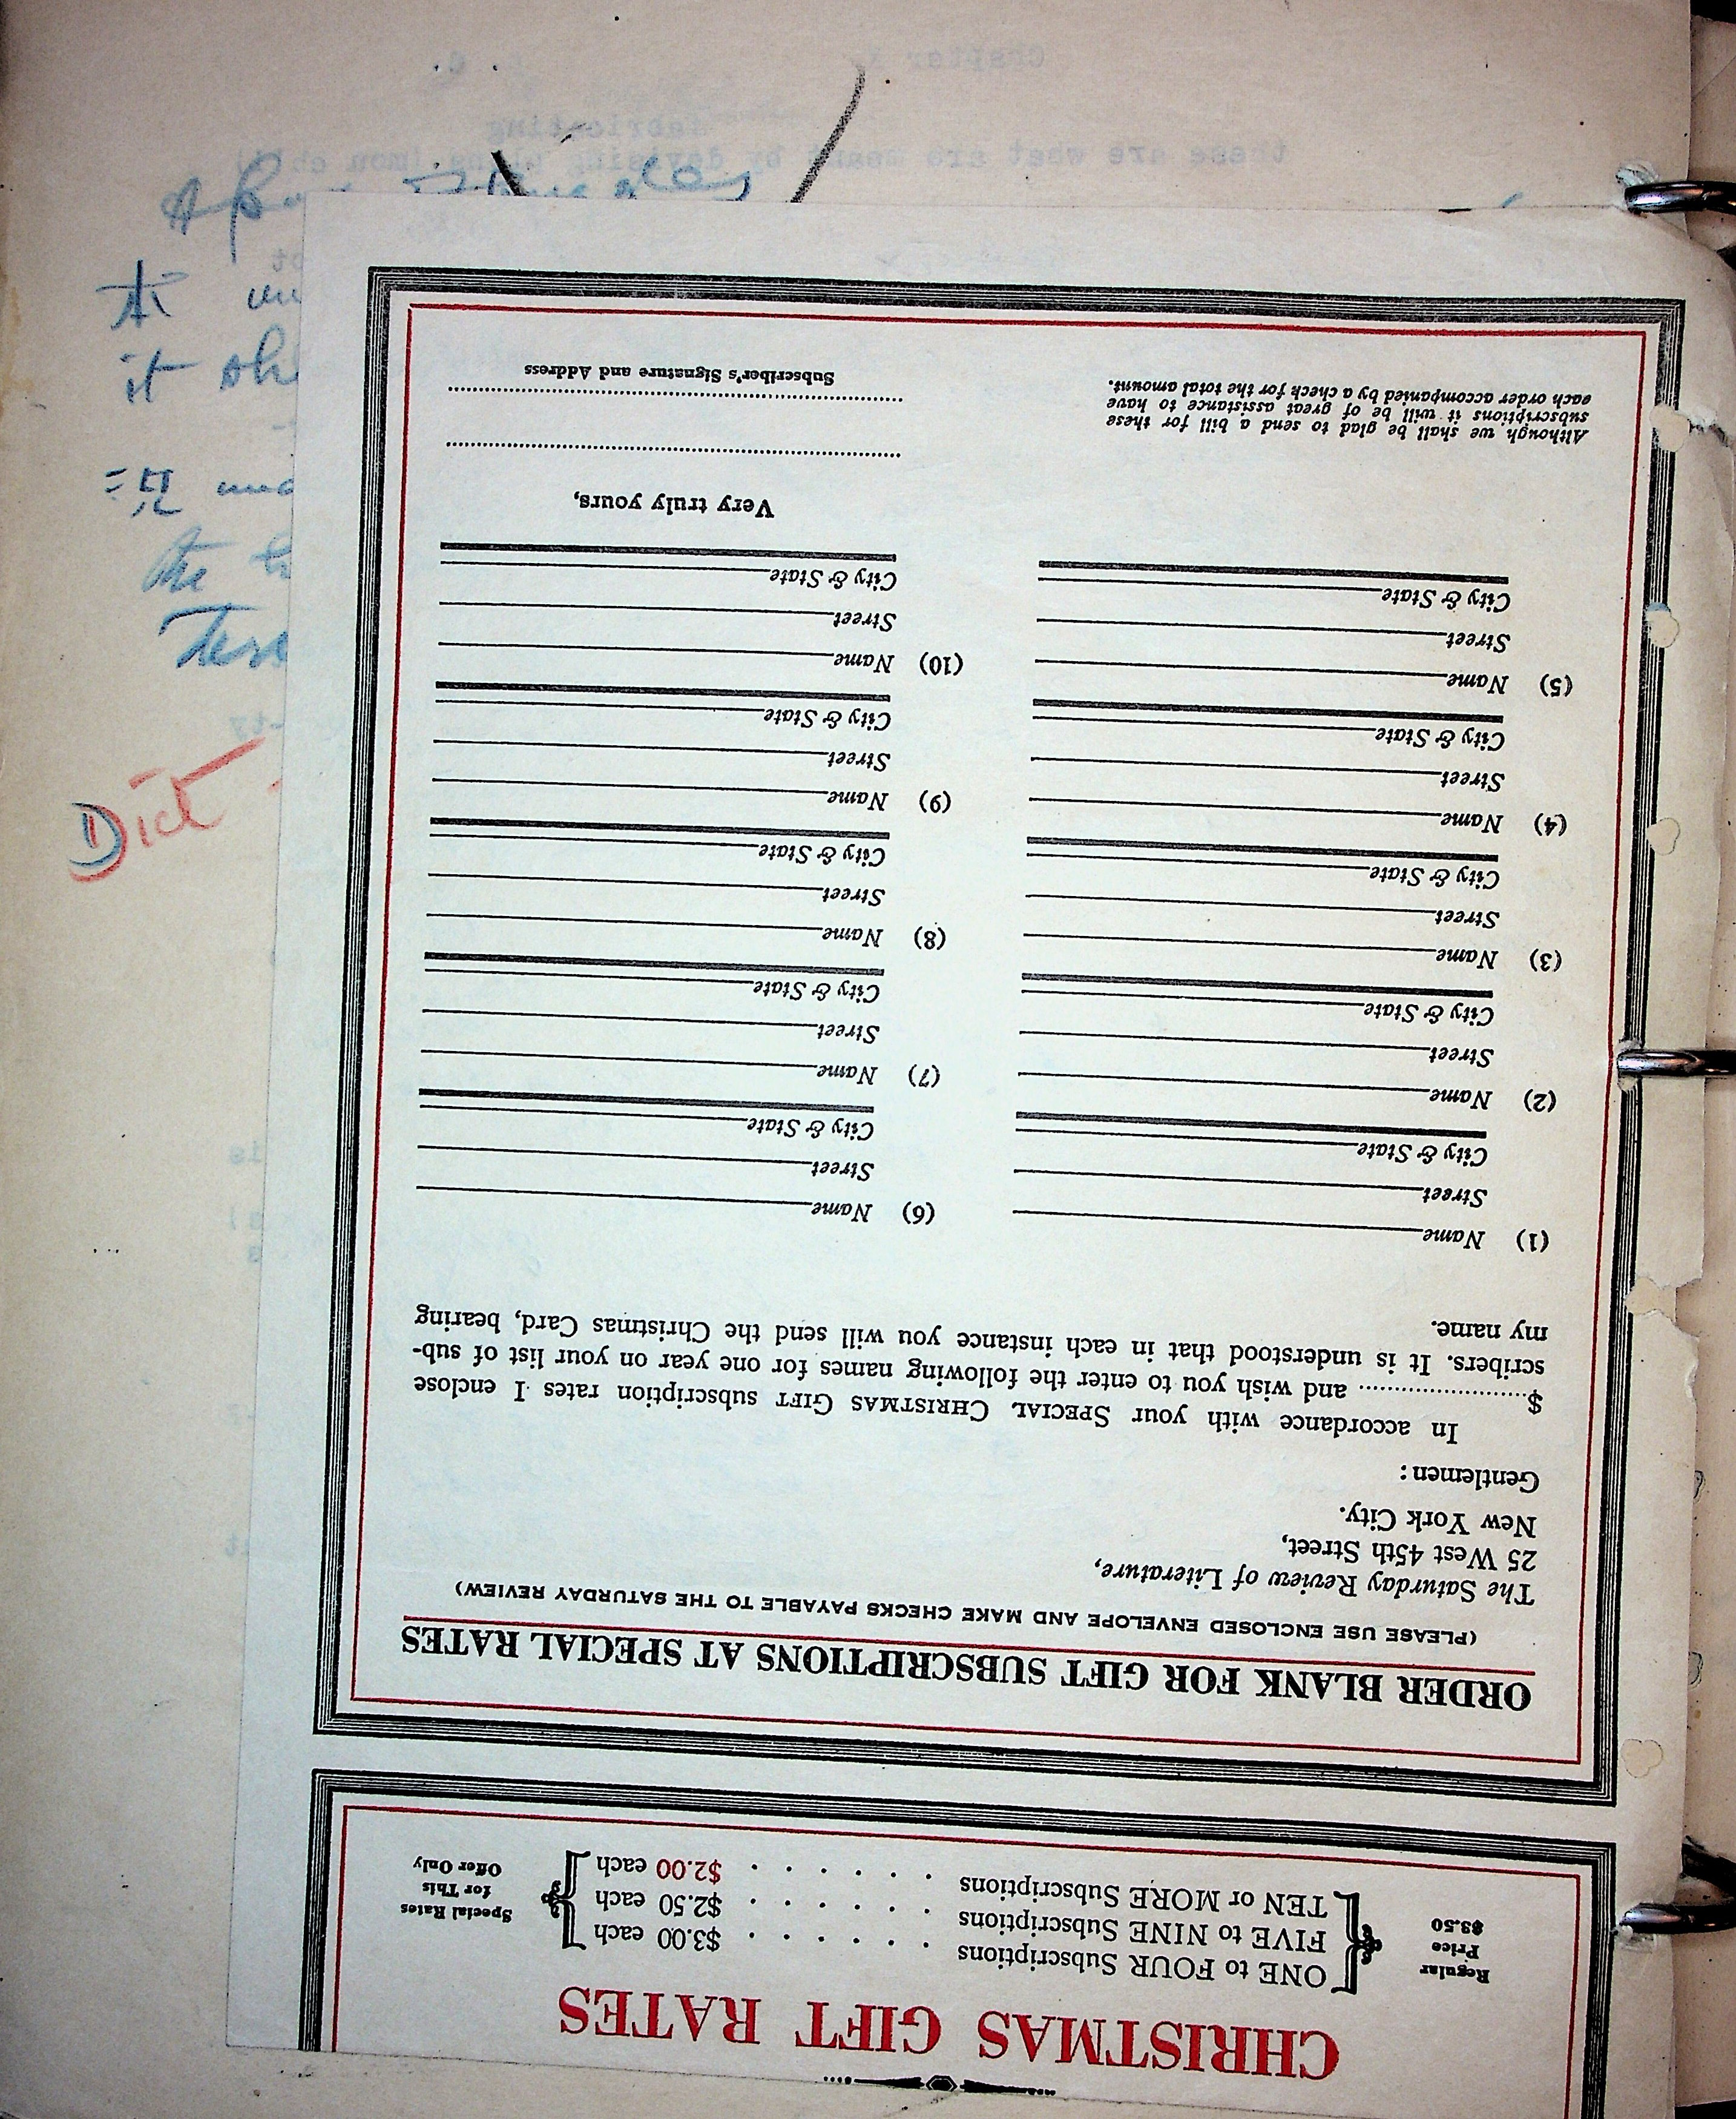 CHRISTMAS GIFT RATES
Regular
Price
$3.50
ONE to FOUR Subscriptions . . . . . . $3.00 each
FIVE to NINE Subscriptions . . . . . . $2.50 each
TEN or MORE Subscriptions . . . . . . $2.00 each
Special Rates
for This
Offer Only
ORDER BLANK FOR GIFT SUBSCRIPTIONS AT SPECIAL RATES
(PLEASE USE ENCLOSED ENVELOPE AND MAKE CHECKS PAYABLE TO THE SATURDAY REVIEW)
The Saturday Review of Literature,
25 West 45th Street,
New York City.
Gentlemen:
In accordance with your SPECIAL CHRISTMAS GIFT subscription rates I enclose
$.......................... and wish you to enter the following names for one year on your list of sub-
scribers. It is understood that in each instance you will send the Christmas Card, bearing
my name.
(1) Name
Street
City & State
(2) Name
Street
City & State
(3) Name
Street
City & State
(4) Name
Street
City & State
(5) Name
Street
City & State
(6) Name
Street
City & State
(7) Name
Street
City & State
(8) Name
Street
City & State
(9) Name
Street
City & State
(10) Name
Street
City & State
Although we shall be glad to send a bill for these
subscriptions it will be of great assistance to have
each order accompanied by a check for the total amount.
Very truly yours,
Subscriber's Signature and Address
it
the
Dict
Chapter
fabricating
these are what are meant by devising